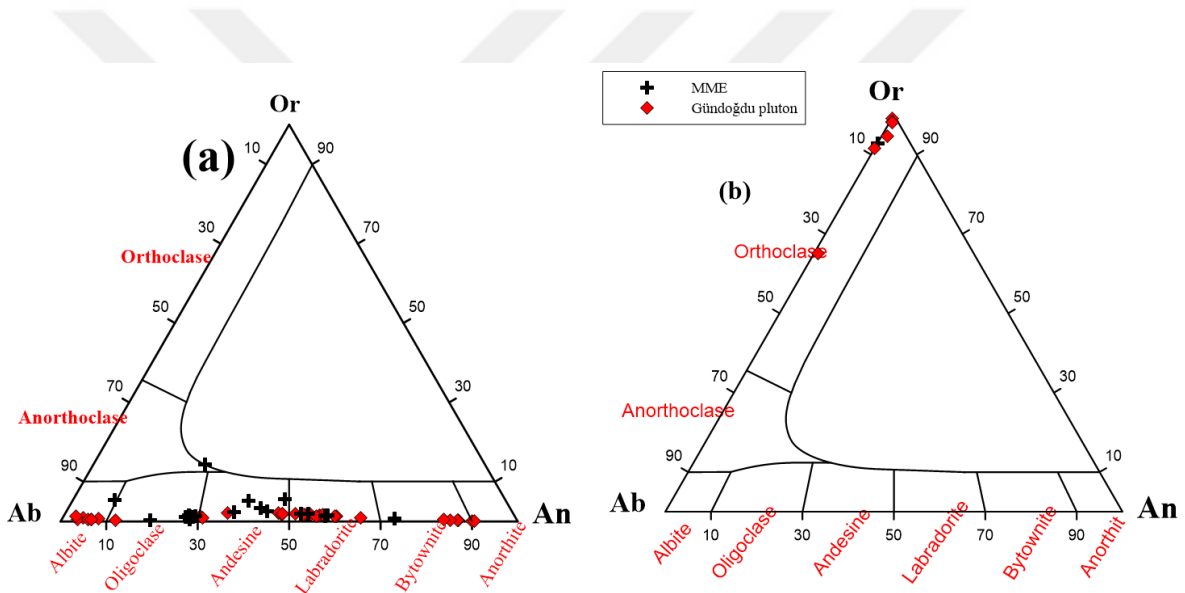 MME
Gündoğdu pluton
(a)
Or
10
90
30
70
Orthoclase
50
50
70
30
Anorthoclase
90
10
Ab
An
10
30
50
70
90
Albite
Oligoclase
Andesine
Labradorite
Bytownite
Anorthite
(b)
Or
10
90
30
70
Orthoclase
50
50
70
30
Anorthoclase
90
10
Ab
An
10
30
50
70
90
Albite
Oligoclase
Andesine
Labradorite
Bytownite
Anorthit